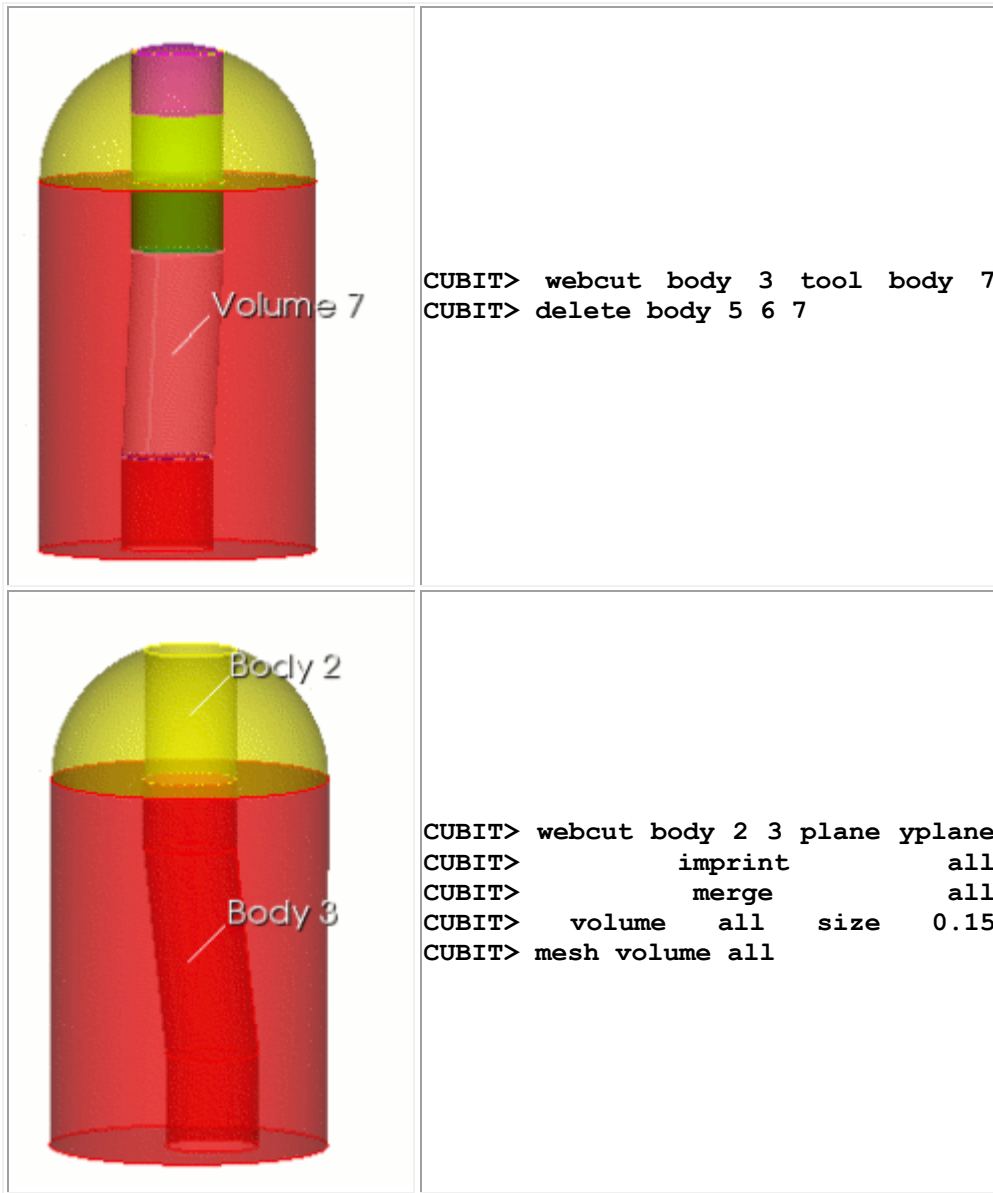 Volume 7
CUBIT> webcut body 3 tool body 7
CUBIT> delete body 5 6 7
Body 2
Body 3
CUBIT> webcut body 2 3 plane yplane
CUBIT> imprint all
CUBIT> merge all
CUBIT> volume all size 0.15
CUBIT> mesh volume all